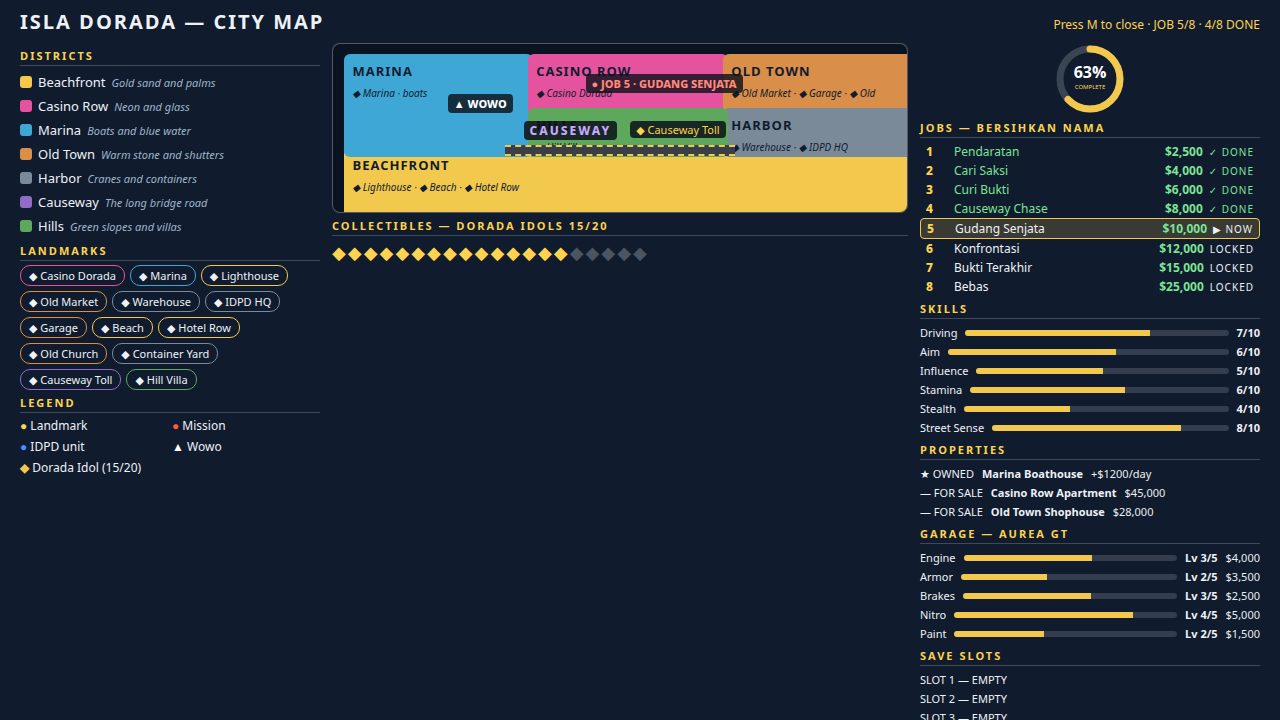 ISLA DORADA — CITY MAP
Press M to close · JOB 5/8 · 4/8 DONE
DISTRICTS
Beachfront Gold sand and palms
Casino Row Neon and glass
Marina Boats and blue water
Old Town Warm stone and shutters
Harbor Cranes and containers
Causeway The long bridge road
Hills Green slopes and villas
LANDMARKS
◆ Casino Dorada ◆ Marina ◆ Lighthouse
◆ Old Market ◆ Warehouse ◆ IDPD HQ
◆ Garage ◆ Beach ◆ Hotel Row
◆ Old Church ◆ Container Yard
◆ Causeway Toll ◆ Hill Villa
LEGEND
● Landmark ● Mission
● IDPD unit ▲ Wowo
◆ Dorada Idol (15/20)
MARINA
◆ Marina · boats
▲ WOWO
CASINO ROW
● JOB 5 · GUDANG SENJATA
◆ Casino Dorada
OLD TOWN
◆ Old Market · ◆ Garage · ◆ Old
CAUSEWAY
◆ Causeway Toll
HARBOR
◆ Warehouse · ◆ IDPD HQ
BEACHFRONT
◆ Lighthouse · ◆ Beach · ◆ Hotel Row
COLLECTIBLES — DORADA IDOLS 15/20
◆◆◆◆◆◆◆◆◆◆◆◆◆◆◆◆◆◆◆◆
63%
COMPLETE
JOBS — BERSIHKAN NAMA
1 Pendaratan $2,500 ✓ DONE
2 Cari Saksi $4,000 ✓ DONE
3 Curi Bukti $6,000 ✓ DONE
4 Causeway Chase $8,000 ✓ DONE
5 Gudang Senjata $10,000 ▶ NOW
6 Konfrontasi $12,000 LOCKED
7 Bukti Terakhir $15,000 LOCKED
8 Bebas $25,000 LOCKED
SKILLS
Driving 7/10
Aim 6/10
Influence 5/10
Stamina 6/10
Stealth 4/10
Street Sense 8/10
PROPERTIES
★ OWNED Marina Boathouse +$1200/day
— FOR SALE Casino Row Apartment $45,000
— FOR SALE Old Town Shophouse $28,000
GARAGE — AUREA GT
Engine Lv 3/5 $4,000
Armor Lv 2/5 $3,500
Brakes Lv 3/5 $2,500
Nitro Lv 4/5 $5,000
Paint Lv 2/5 $1,500
SAVE SLOTS
SLOT 1 — EMPTY
SLOT 2 — EMPTY
SLOT 3 — EMPTY